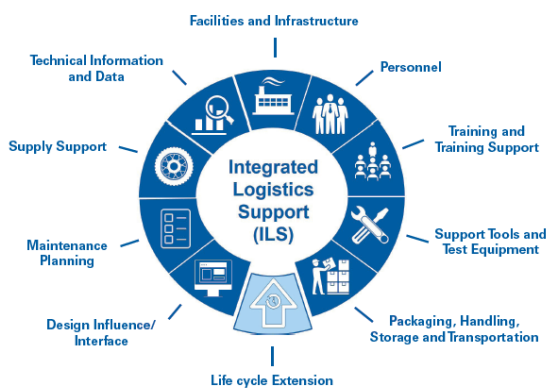 Facilities and Infrastructure
Technical Information
and Data
Personnel
Supply Support
Training and
Training Support
Integrated
Logistics
Support
(ILS)
Maintenance
Planning
Support Tools and
Test Equipment
Design Influence/
Interface
Packaging, Handling,
Storage and Transportation
Life cycle Extension